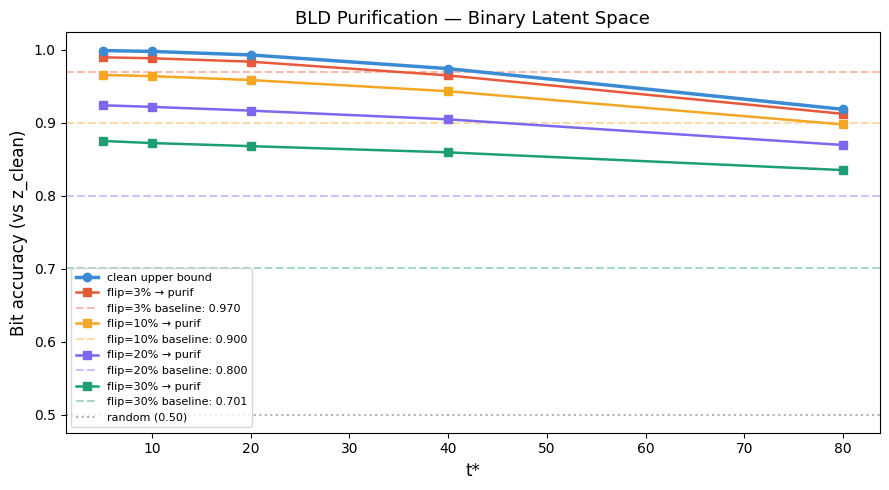 BLD Purification — Binary Latent Space
Bit accuracy (vs z_clean)
1.0
0.9
0.8
0.7
0.6
0.5
clean upper bound
flip=3% → purif
flip=3% baseline: 0.970
flip=10% → purif
flip=10% baseline: 0.900
flip=20% → purif
flip=20% baseline: 0.800
flip=30% → purif
flip=30% baseline: 0.701
random (0.50)
10 20 30 40 50 60 70 80
t*